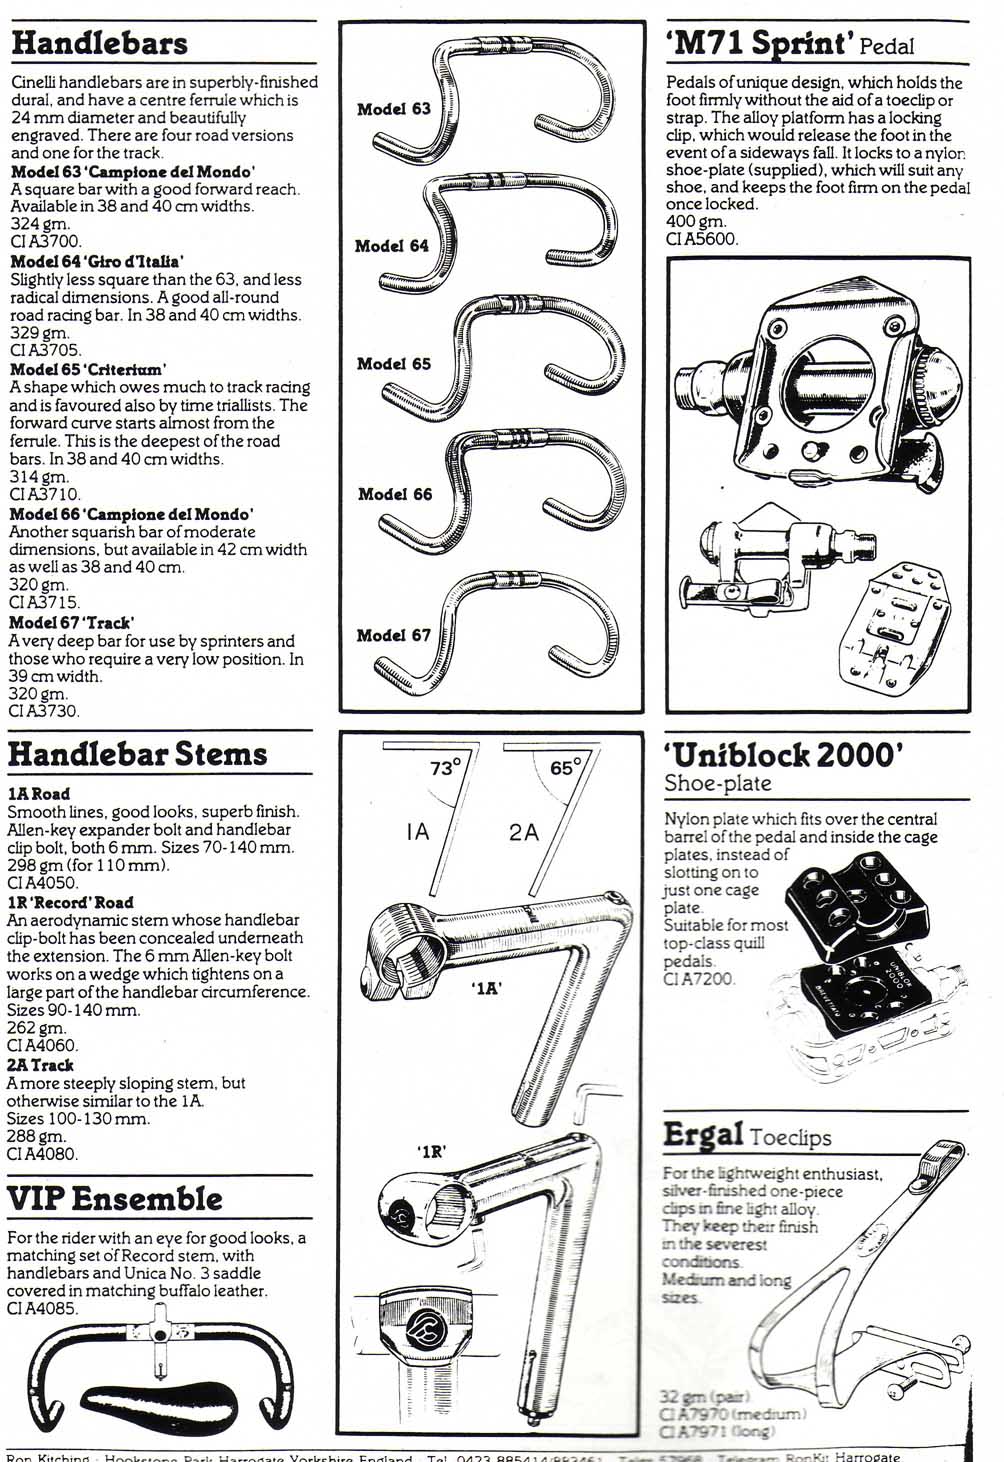 Handlebars
Cinelli handlebars are in superbly-finished
dural, and have a centre ferrule which is
24 mm diameter and beautifully
engraved. There are four road versions
and one for the track.
Model 63 'Campione del Mondo'
A square bar with a good forward reach.
Available in 38 and 40 cm widths.
324 gm.
CI A3700.
Model 64 'Giro d'Italia'
Slightly less square than the 63, and less
radical dimensions. A good all-round
road racing bar. In 38 and 40 cm widths.
329 gm.
CI A3705.
Model 65 'Criterium'
A shape which owes much to track racing
and is favoured also by time triallists. The
forward curve starts almost from the
ferrule. This is the deepest of the road
bars. In 38 and 40 cm widths.
314 gm.
CI A3710.
Model 66 'Campione del Mondo'
Another squarish bar of moderate
dimensions, but available in 42 cm width
as well as 38 and 40 cm.
320 gm.
CI A3715.
Model 67 'Track'
A very deep bar for use by sprinters and
those who require a very low position. In
39 cm width.
320 gm.
CI A3730.
Handlebar Stems
1A Road
Smooth lines, good looks, superb finish.
Allen-key expander bolt and handlebar
clip bolt, both 6 mm. Sizes 70-140 mm.
298 gm (for 110 mm).
CI A4050.
1R 'Record' Road
An aerodynamic stem whose handlebar
clip-bolt has been concealed underneath
the extension. The 6 mm Allen-key bolt
works on a wedge which tightens on a
large part of the handlebar circumference.
Sizes 90-140 mm.
262 gm.
CI A4060.
2A Track
A more steeply sloping stem, but
otherwise similar to the 1A.
Sizes 100-130 mm.
288 gm.
CI A4080.
VIP Ensemble
For the rider with an eye for good looks, a
matching set of Record stem, with
handlebars and Unica No. 3 saddle
covered in matching buffalo leather.
CI A4085.
Model 63
Model 64
Model 65
Model 66
Model 67
73°
65°
1A
2A
'1A'
'1R'
'M71 Sprint' Pedal
Pedals of unique design, which holds the
foot firmly without the aid of a toeclip or
strap. The alloy platform has a locking
clip, which would release the foot in the
event of a sideways fall. It locks to a nylon
shoe-plate (supplied), which will suit any
shoe, and keeps the foot firm on the pedal
once locked.
400 gm.
CI A5600.
'Uniblock 2000'
Shoe-plate
Nylon plate which fits over the central
barrel of the pedal and inside the cage
plates, instead of
slotting on to
just one cage
plate.
Suitable for most
top-class quill
pedals.
CI A7200.
UNIBLOK
2000
Ergal Toeclips
For the lightweight enthusiast,
silver-finished one-piece
clips in fine light alloy.
They keep their finish
in the severest
conditions.
Medium and long
sizes.
32 gm (pair)
CI A7970 (medium)
CI A7971 (long)
Ron Kitching · Hookstone Park Harrogate Yorkshire England · Tel. 0423 885414/883461 Telex 57968 Telegram RonKit Harrogate